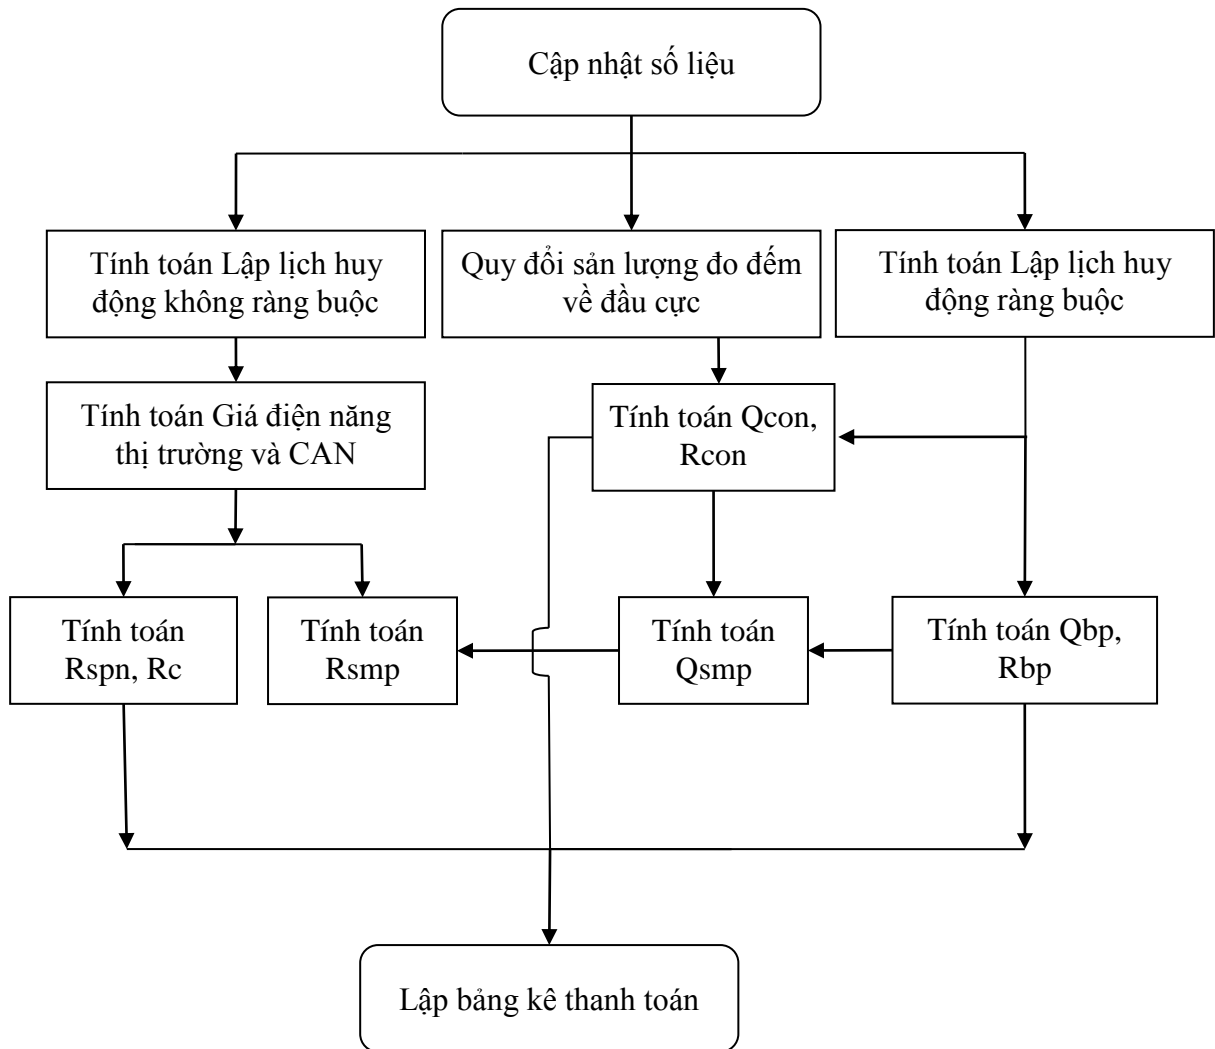 Cập nhật số liệu
Tính toán Lập lịch huy
động không ràng buộc
Quy đổi sản lượng đo đếm
về đầu cực
Tính toán Lập lịch huy
động ràng buộc
Tính toán Giá điện năng
thị trường và CAN
Tính toán Qcon,
Rcon
Tính toán
Rspn, Rc
Tính toán
Rsmp
Tính toán
Qsmp
Tính toán Qbp,
Rbp
Lập bảng kê thanh toán